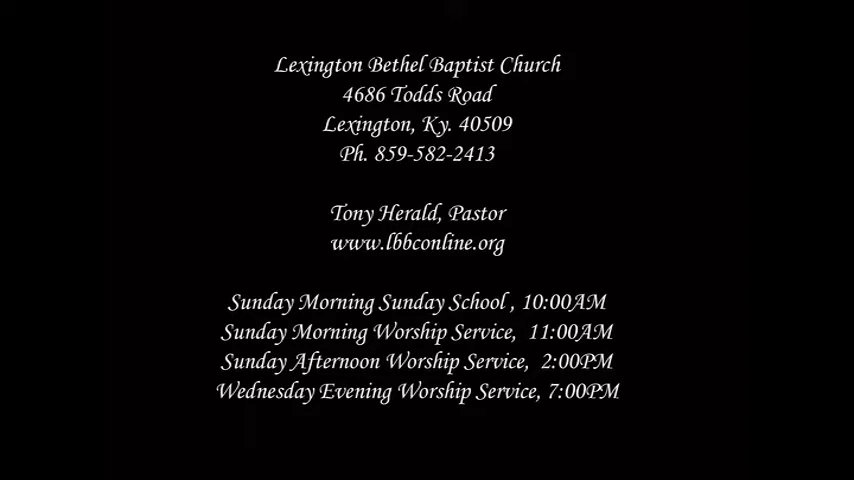 Lexington Bethel Baptist Church
4686 Todds Road
Lexington, Ky. 40509
Ph. 859-582-2413
Tony Herald, Pastor
www.lbbconline.org
Sunday Morning Sunday School , 10:00AM
Sunday Morning Worship Service,  11:00AM
Sunday Afternoon Worship Service,  2:00PM
Wednesday Evening Worship Service, 7:00PM